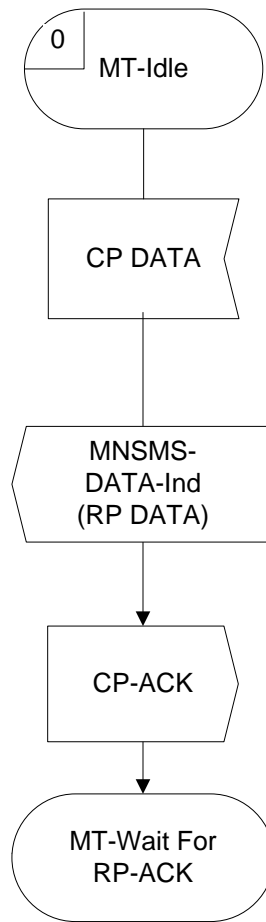 0
MT-Idle
CP DATA
MNSMS-
DATA-Ind
(RP DATA)
CP-ACK
MT-Wait For
RP-ACK